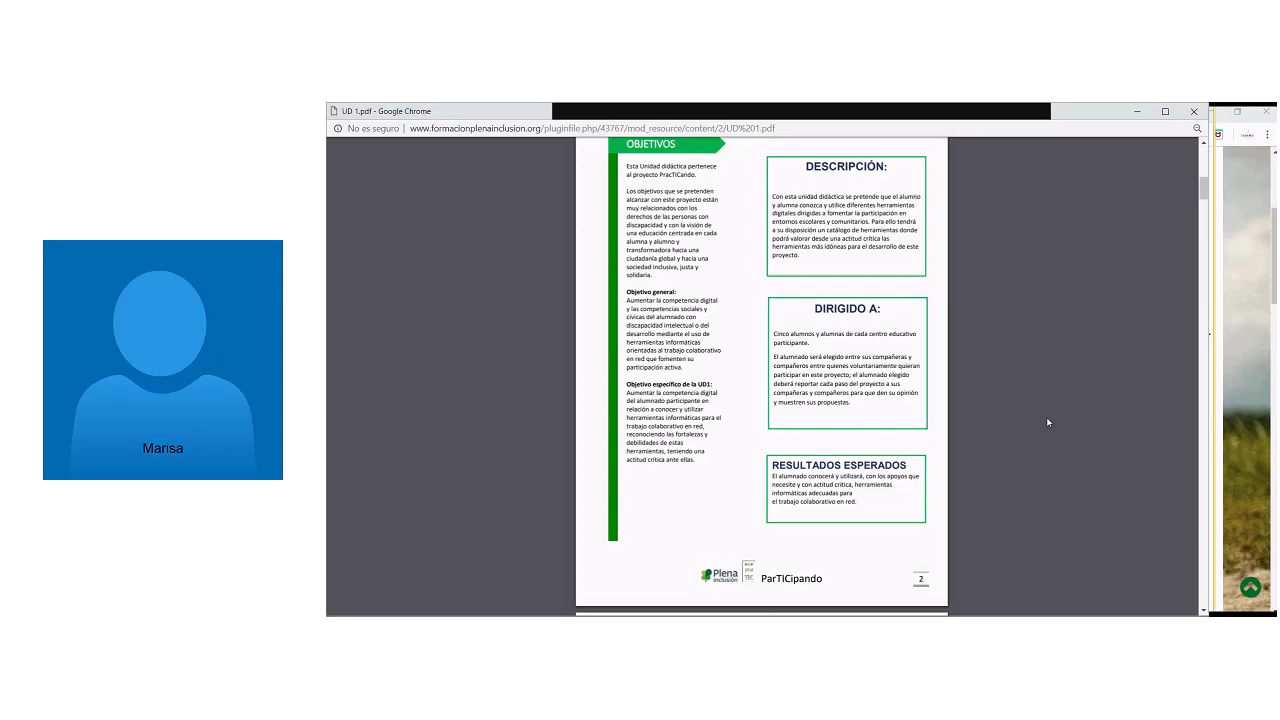 Marisa
UD 1.pdf - Google Chrome
No es seguro | www.formacionplenainclusion.org/pluginfile.php/43767/mod_resource/content/2/UD%201.pdf
OBJETIVOS
Esta Unidad didáctica pertenece
al proyecto PracTICando.
Los objetivos que se pretenden
alcanzar con este proyecto están
muy relacionados con los
derechos de las personas con
discapacidad y con la visión de
una educación centrada en cada
alumna y alumno y
transformadora hacia una
ciudadanía global y hacia una
sociedad inclusiva, justa y
solidaria.
Objetivo general:
Aumentar la competencia digital
y las competencias sociales y
cívicas del alumnado con
discapacidad intelectual o del
desarrollo mediante el uso de
herramientas informáticas
orientadas al trabajo colaborativo
en red que fomenten su
participación activa.
Objetivo específico de la UD1:
Aumentar la competencia digital
del alumnado participante en
relación a conocer y utilizar
herramientas informáticas para el
trabajo colaborativo en red,
reconociendo las fortalezas y
debilidades de estas
herramientas, teniendo una
actitud crítica ante ellas.
DESCRIPCIÓN:
Con esta unidad didáctica se pretende que el alumno
y alumna conozca y utilice diferentes herramientas
digitales dirigidas a fomentar la participación en
entornos escolares y comunitarios. Para ello tendrá
a su disposición un catálogo de herramientas donde
podrá valorar desde una actitud crítica las
herramientas más idóneas para el desarrollo de este
proyecto.
DIRIGIDO A:
Cinco alumnos y alumnas de cada centro educativo
participante.
El alumnado será elegido entre sus compañeras y
compañeros entre quienes voluntariamente quieran
participar en este proyecto; el alumnado elegido
deberá reportar cada paso del proyecto a sus
compañeras y compañeros para que den su opinión
y muestren sus propuestas.
RESULTADOS ESPERADOS
El alumnado conocerá y utilizará, con los apoyos que
necesite y con actitud crítica, herramientas
informáticas adecuadas para
el trabajo colaborativo en red.
Plena
inclusión
TIC
ParTICipando
2